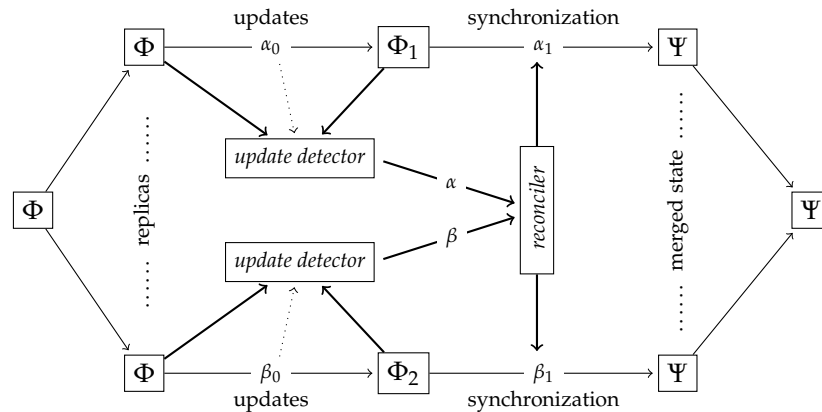 updates synchronization
Φ α₀ Φ₁ α₁ Ψ
update detector
α
Φ replicas reconciler merged state Ψ
β
update detector
Φ β₀ Φ₂ β₁ Ψ
updates synchronization